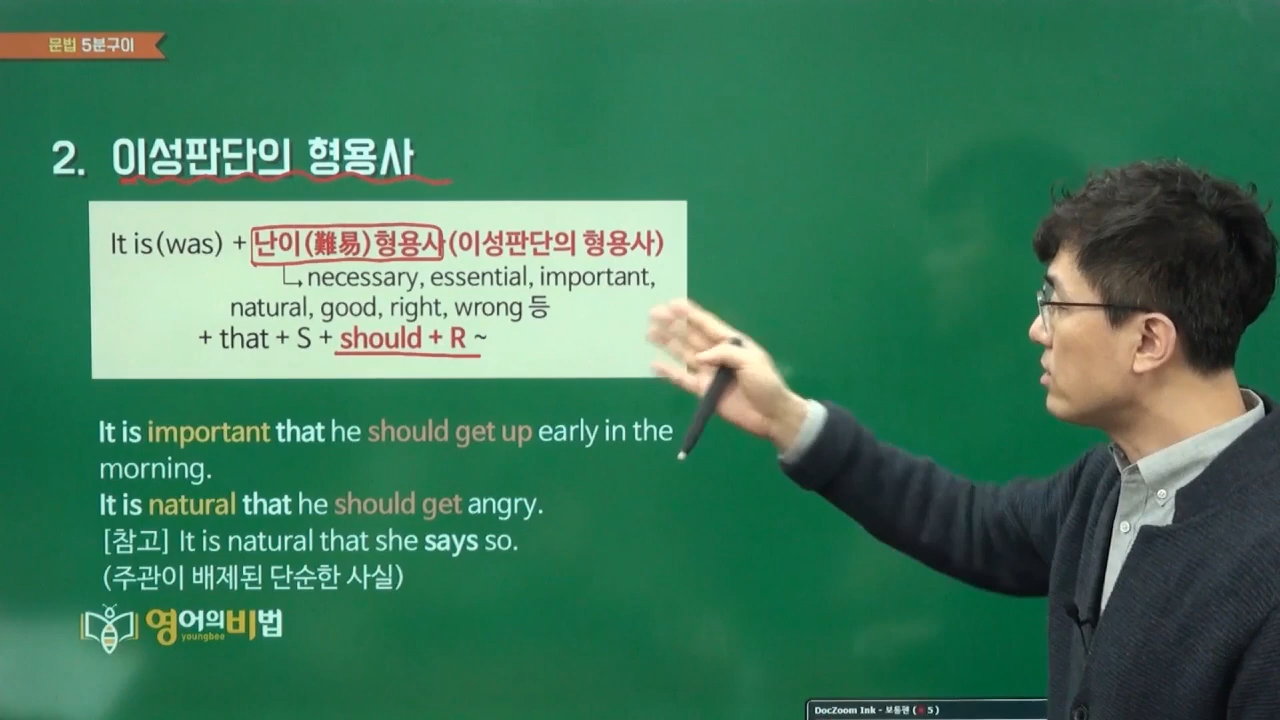 문법 5분구이
2. 이성판단의 형용사
It is(was) + 난이(難易)형용사(이성판단의 형용사)
necessary, essential, important,
natural, good, right, wrong 등
+ that + S + should + R ~
It is important that he should get up early in the
morning.
It is natural that he should get angry.
[참고] It is natural that she says so.
(주관이 배제된 단순한 사실)
영어의비법
youngbee
DocZoom Ink - 보통펜 ( 5 )